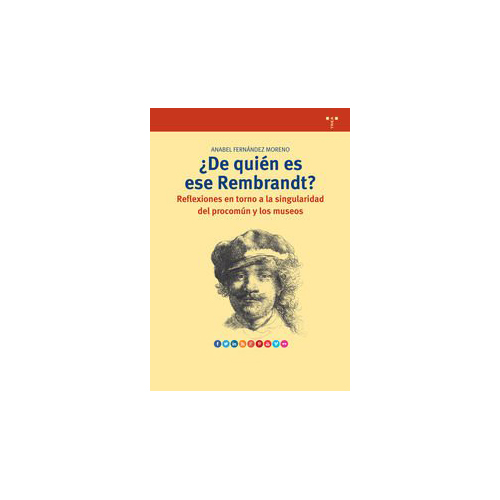 ANABEL FERNÁNDEZ MORENO
¿De quién es
ese Rembrandt?
Reflexiones en torno a la singularidad
del procomún y los museos